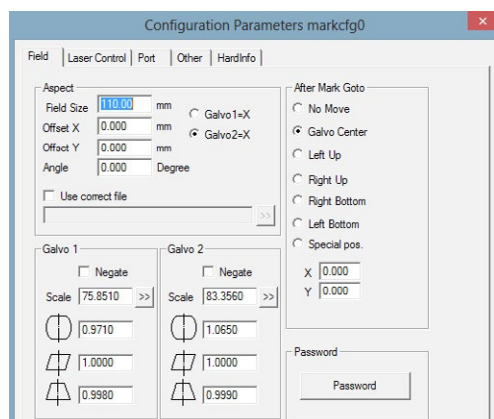 Configuration Parameters markcfg0
x
Field Laser Control Port Other HardInfo
Aspect
Field Size 110.00 mm
Offset X 0.000 mm
Offact Y 0.000 mm
Angle 0.000 Degree
Galvo1=X
Galvo2=X
Use correct file
>>
Galvo 1
Negate
Scale 75.8510 >>
0.9710
1.0000
0.9980
Galvo 2
Negate
Scale 83.3560 >>
1.0650
1.0000
0.9990
After Mark Goto
No Move
Galvo Center
Left Up
Right Up
Right Bottom
Left Bottom
Special pos.
X 0.000
Y 0.000
Password
Password